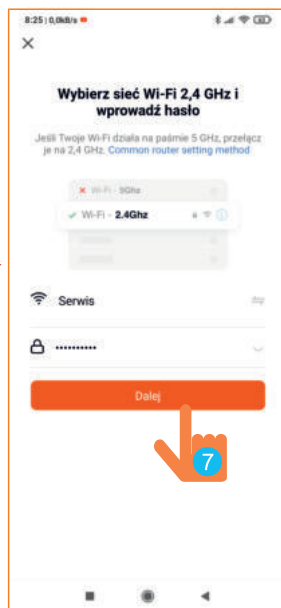 8:25 | 0,0kB/s
Wybierz sieć Wi-Fi 2,4 GHz i
wprowadź hasło
Jeśli Twoje Wi-Fi działa na paśmie 5 GHz, przełącz
je na 2,4 GHz. Common router setting method
Wi-Fi - 5Ghz
Wi-Fi - 2.4Ghz
Serwis
Dalej
7